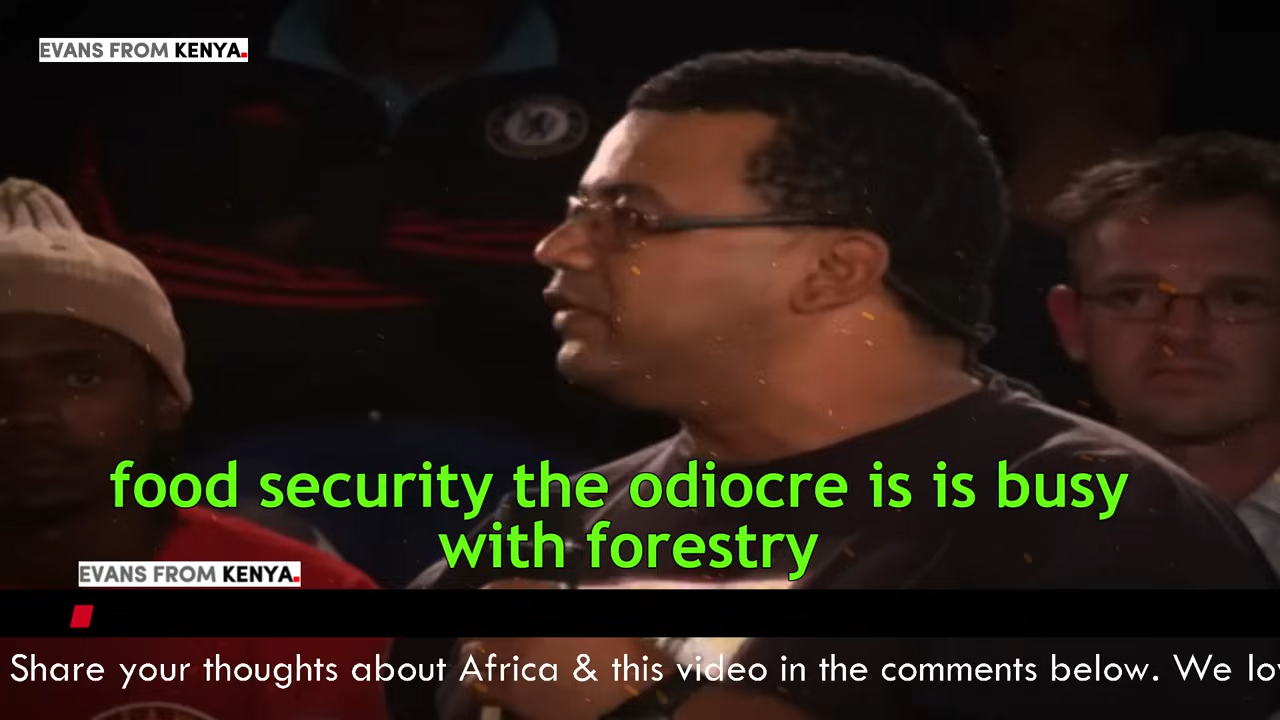 EVANS FROM KENYA.
food security the odiocre is is busy
with forestry
EVANS FROM KENYA.
Share your thoughts about Africa & this video in the comments below. We lo